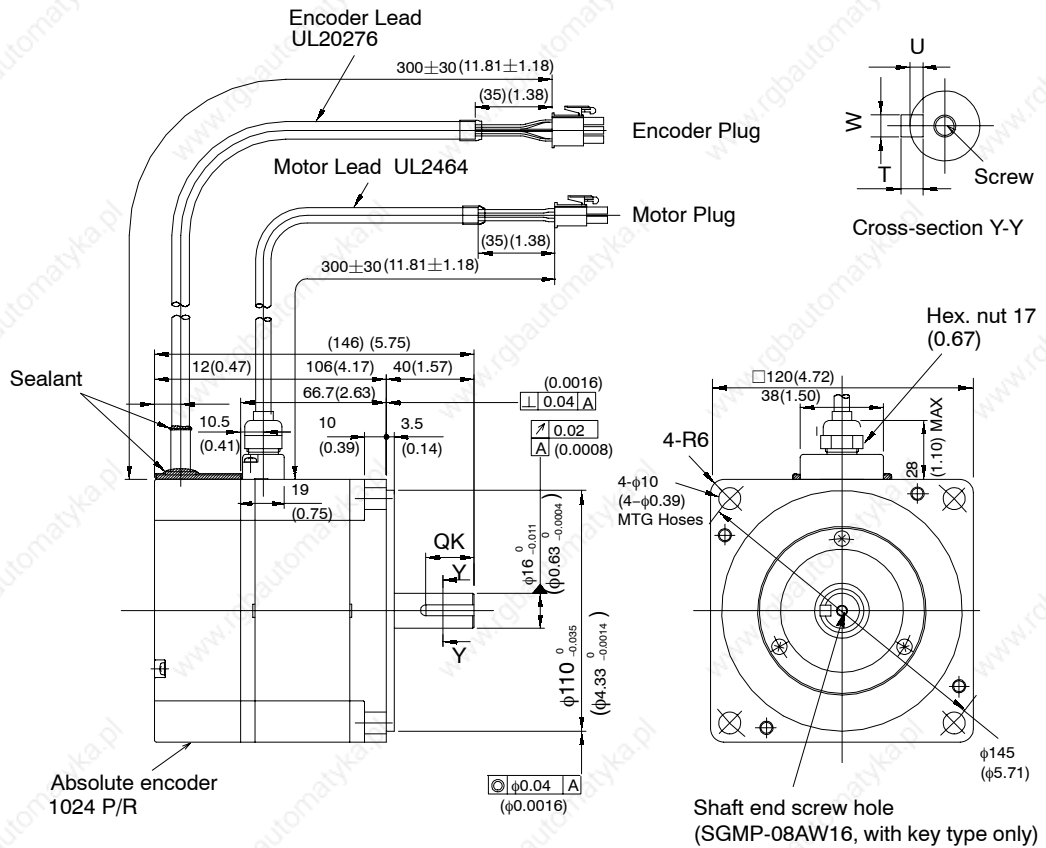 Encoder Lead
UL20276
300±30 (11.81±1.18)
(35)(1.38)
Encoder Plug
Motor Lead UL2464
Motor Plug
(35)(1.38)
300±30 (11.81±1.18)
U
W
T
Screw
Cross-section Y-Y
(146) (5.75)
12(0.47)
106(4.17)
40(1.57)
66.7(2.63)
Sealant
10.5
(0.41)
10
(0.39)
3.5
(0.14)
19
(0.75)
(0.0016)
⊥ 0.04 A
↗ 0.02
A (0.0008)
QK
Y
Y
φ16 0 -0.011
(φ0.63 0 -0.0004)
φ110 0 -0.035
(φ4.33 0 -0.0014)
◎ φ0.04 A
(φ0.0016)
Absolute encoder
1024 P/R
Hex. nut 17
(0.67)
□120(4.72)
38(1.50)
28
(1.10) MAX
4-R6
4-φ10
(4-φ0.39)
MTG Hoses
φ145
(φ5.71)
Shaft end screw hole
(SGMP-08AW16, with key type only)
www.rgbautomatyka.pl